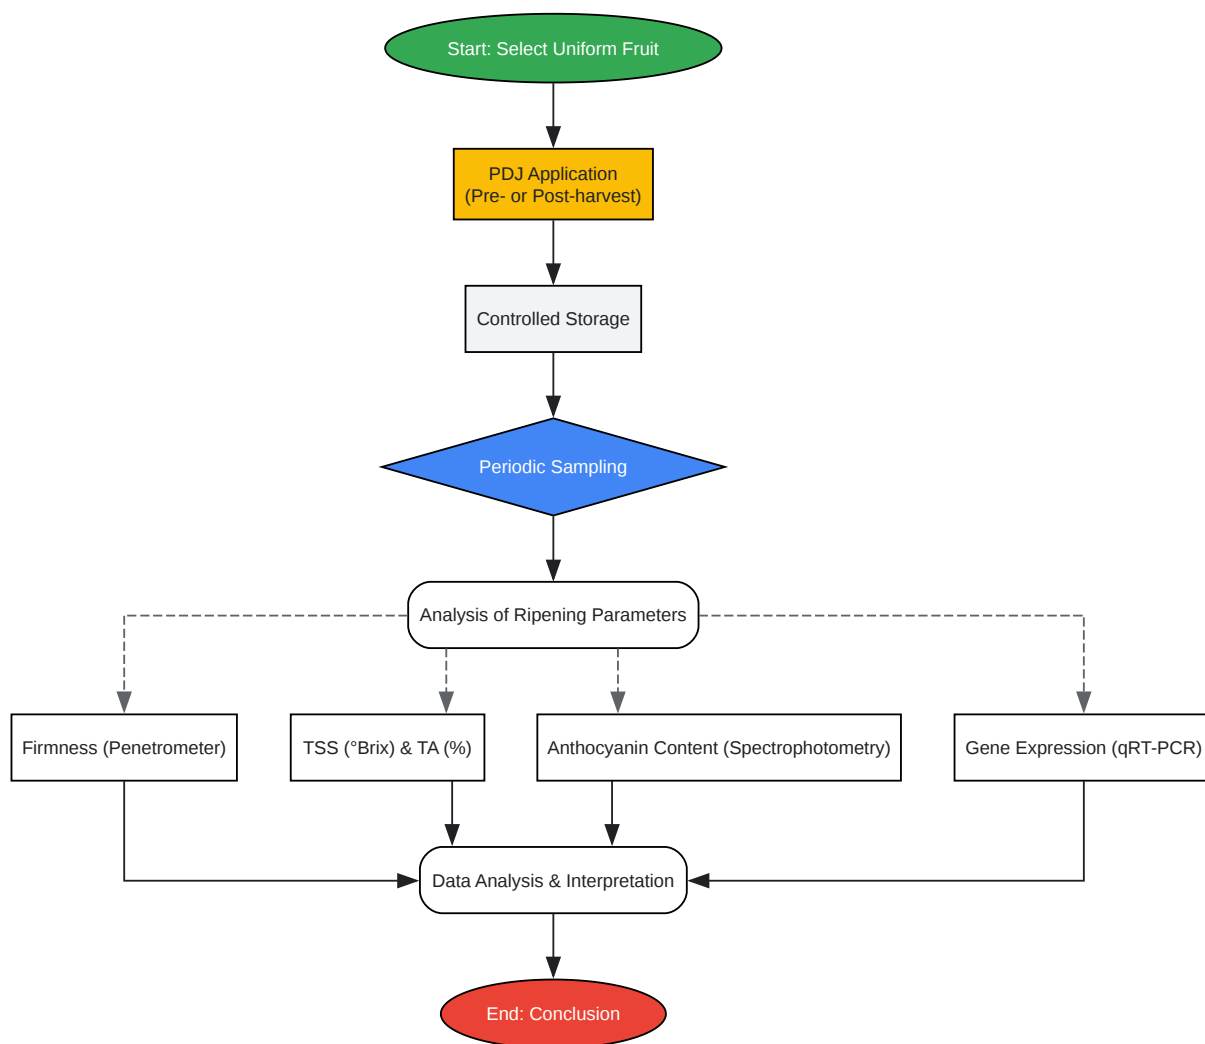 Start: Select Uniform Fruit
PDJ Application
(Pre- or Post-harvest)
Controlled Storage
Periodic Sampling
Analysis of Ripening Parameters
Firmness (Penetrometer)
TSS (°Brix) & TA (%)
Anthocyanin Content (Spectrophotometry)
Gene Expression (qRT-PCR)
Data Analysis & Interpretation
End: Conclusion